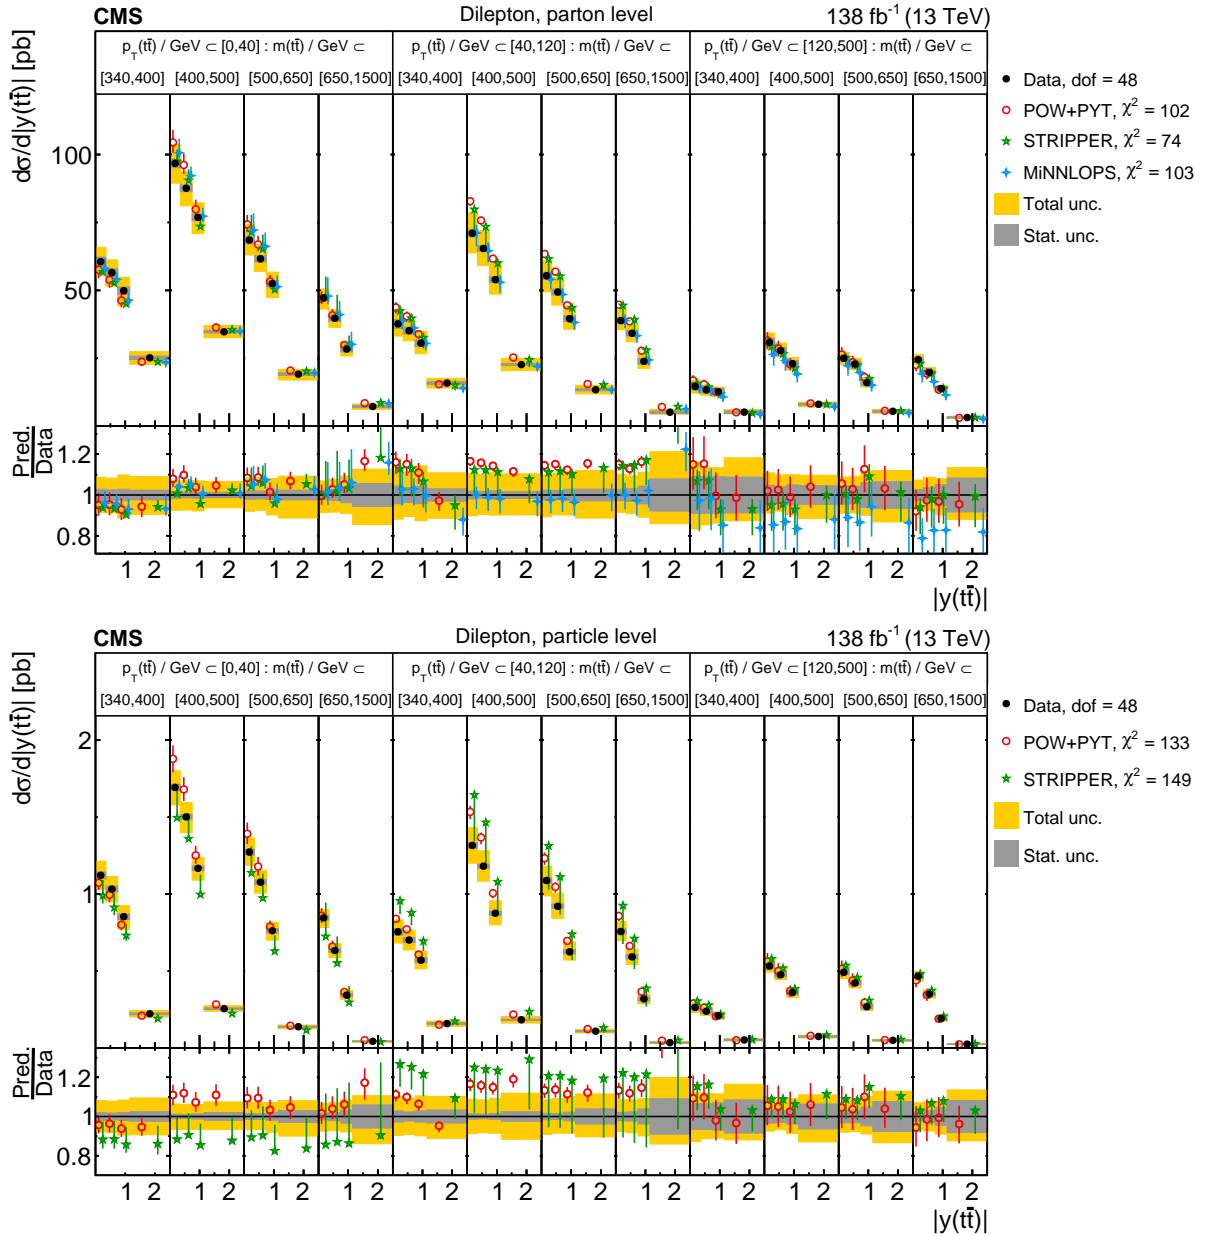 CMS Dilepton, parton level 138 fb⁻¹ (13 TeV)
p_T(tt̄) / GeV ⊂ [0,40] : m(tt̄) / GeV ⊂ p_T(tt̄) / GeV ⊂ [40,120] : m(tt̄) / GeV ⊂ p_T(tt̄) / GeV ⊂ [120,500] : m(tt̄) / GeV ⊂
[340,400] [400,500] [500,650] [650,1500] [340,400] [400,500] [500,650] [650,1500] [340,400] [400,500] [500,650] [650,1500]
dσ/d|y(tt̄)| [pb]
100
50
Data, dof = 48
POW+PYT, χ² = 102
STRIPPER, χ² = 74
MiNNLOPS, χ² = 103
Total unc.
Stat. unc.
Pred.
Data
1.2
1
0.8
1 2 1 2 1 2 1 2 1 2 1 2 1 2 1 2 1 2 1 2 1 2 1 2
|y(tt̄)|
CMS Dilepton, particle level 138 fb⁻¹ (13 TeV)
p_T(tt̄) / GeV ⊂ [0,40] : m(tt̄) / GeV ⊂ p_T(tt̄) / GeV ⊂ [40,120] : m(tt̄) / GeV ⊂ p_T(tt̄) / GeV ⊂ [120,500] : m(tt̄) / GeV ⊂
[340,400] [400,500] [500,650] [650,1500] [340,400] [400,500] [500,650] [650,1500] [340,400] [400,500] [500,650] [650,1500]
dσ/d|y(tt̄)| [pb]
2
1
Data, dof = 48
POW+PYT, χ² = 133
STRIPPER, χ² = 149
Total unc.
Stat. unc.
Pred.
Data
1.2
1
0.8
1 2 1 2 1 2 1 2 1 2 1 2 1 2 1 2 1 2 1 2 1 2 1 2
|y(tt̄)|